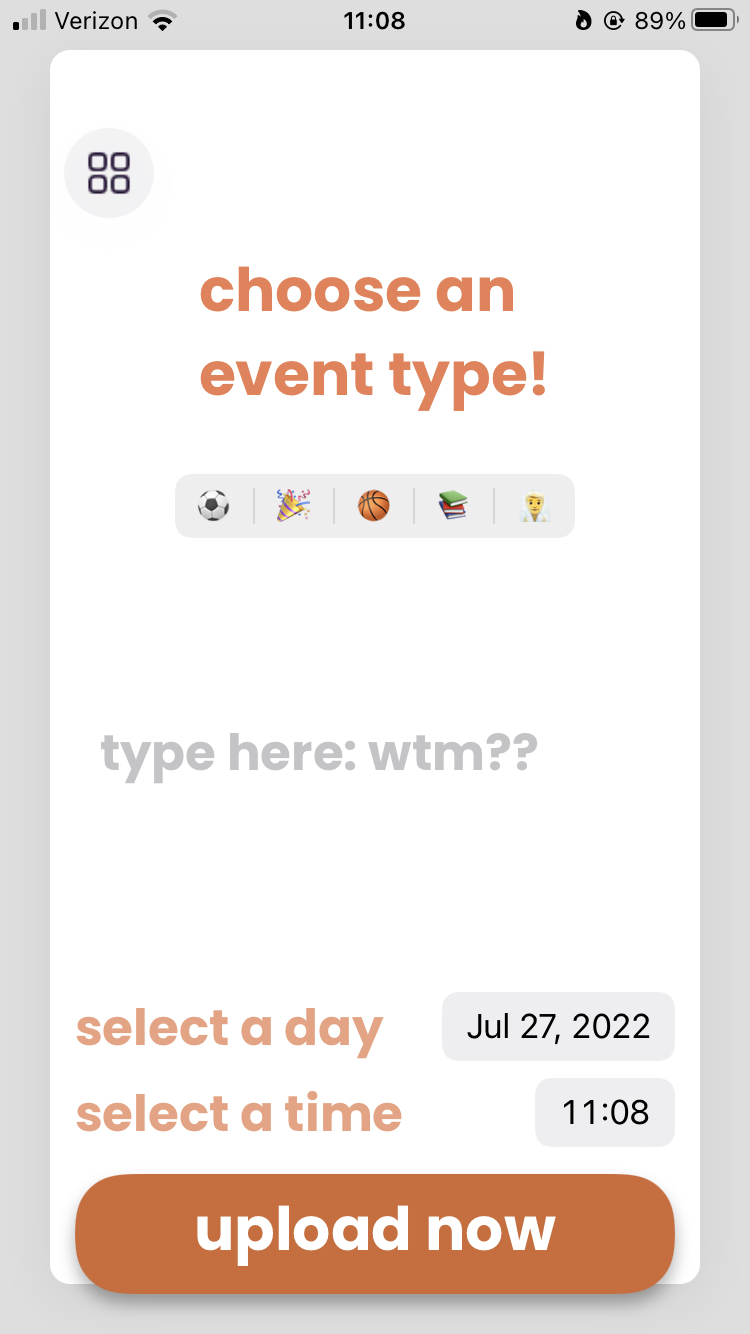 Verizon 11:08 89%
choose an
event type!
type here: wtm??
select a day Jul 27, 2022
select a time 11:08
upload now